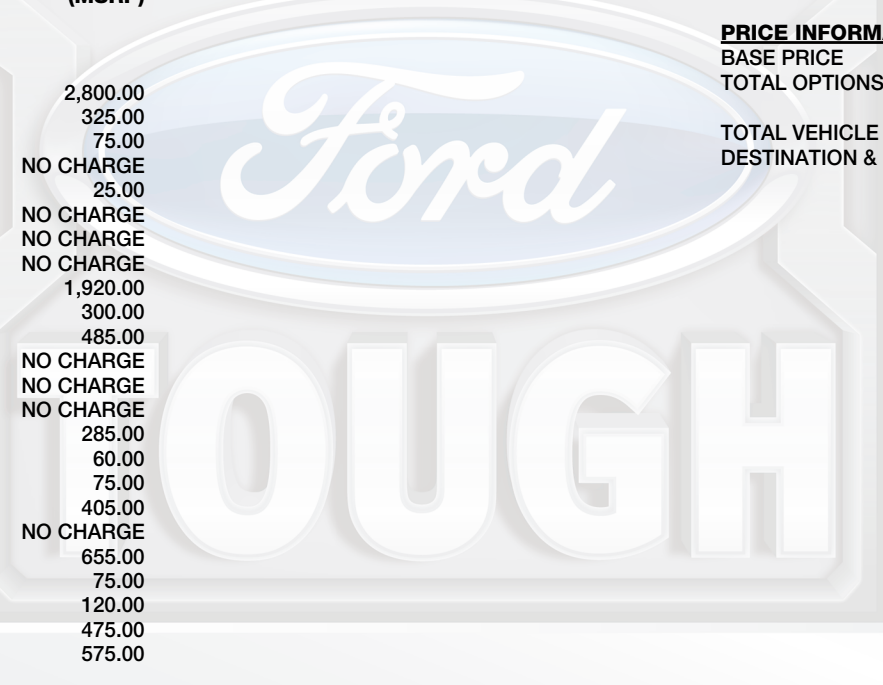 (MSRP)
2,800.00
325.00
75.00
NO CHARGE
25.00
NO CHARGE
NO CHARGE
NO CHARGE
1,920.00
300.00
485.00
NO CHARGE
NO CHARGE
NO CHARGE
285.00
60.00
75.00
405.00
NO CHARGE
655.00
75.00
120.00
475.00
575.00
PRICE INFORMA
BASE PRICE
TOTAL OPTIONS
TOTAL VEHICLE
DESTINATION &
Ford
TOUGH